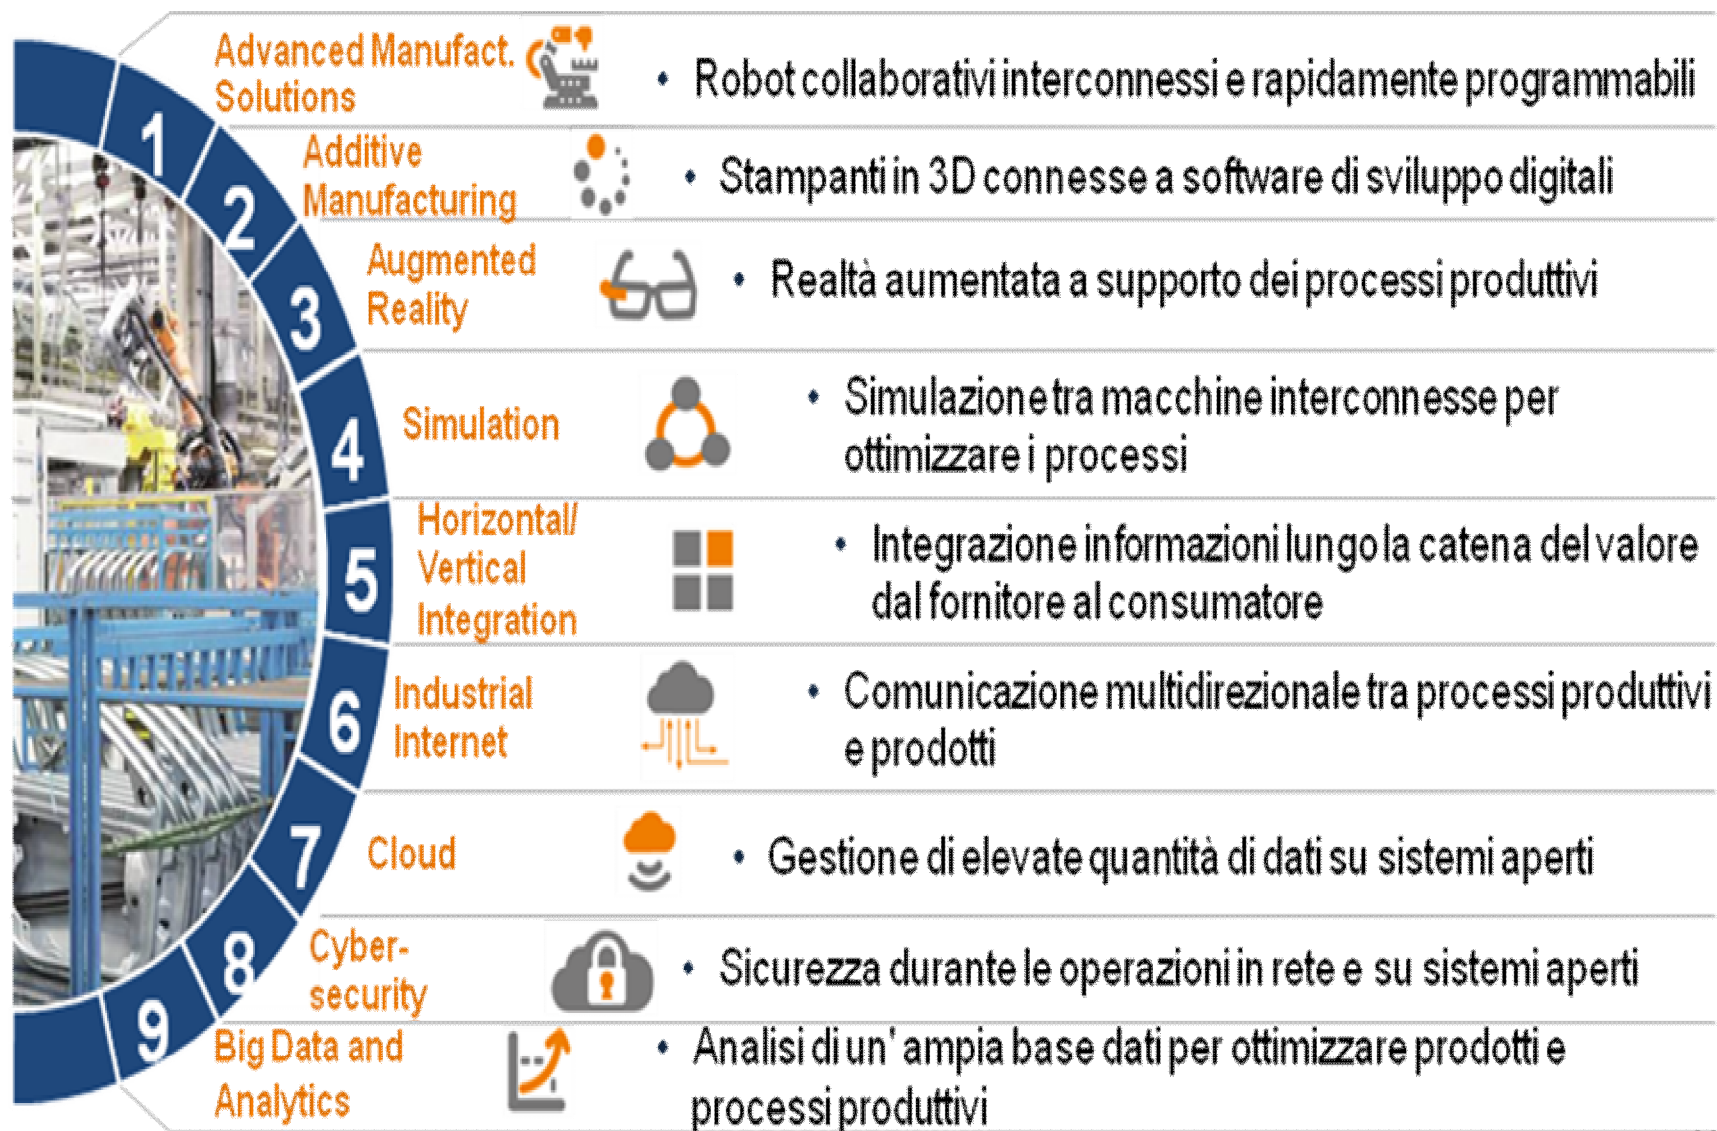 1
Advanced Manufact.
Solutions
• Robot collaborativi interconnessi e rapidamente programmabili
2
Additive
Manufacturing
• Stampanti in 3D connesse a software di sviluppo digitali
3
Augmented
Reality
• Realtà aumentata a supporto dei processi produttivi
4
Simulation
• Simulazione tra macchine interconnesse per
ottimizzare i processi
5
Horizontal/
Vertical
Integration
• Integrazione informazioni lungo la catena del valore
dal fornitore al consumatore
6
Industrial
Internet
• Comunicazione multidirezionale tra processi produttivi
e prodotti
7
Cloud
• Gestione di elevate quantità di dati su sistemi aperti
8
Cyber-
security
• Sicurezza durante le operazioni in rete e su sistemi aperti
9
Big Data and
Analytics
• Analisi di un' ampia base dati per ottimizzare prodotti e
processi produttivi